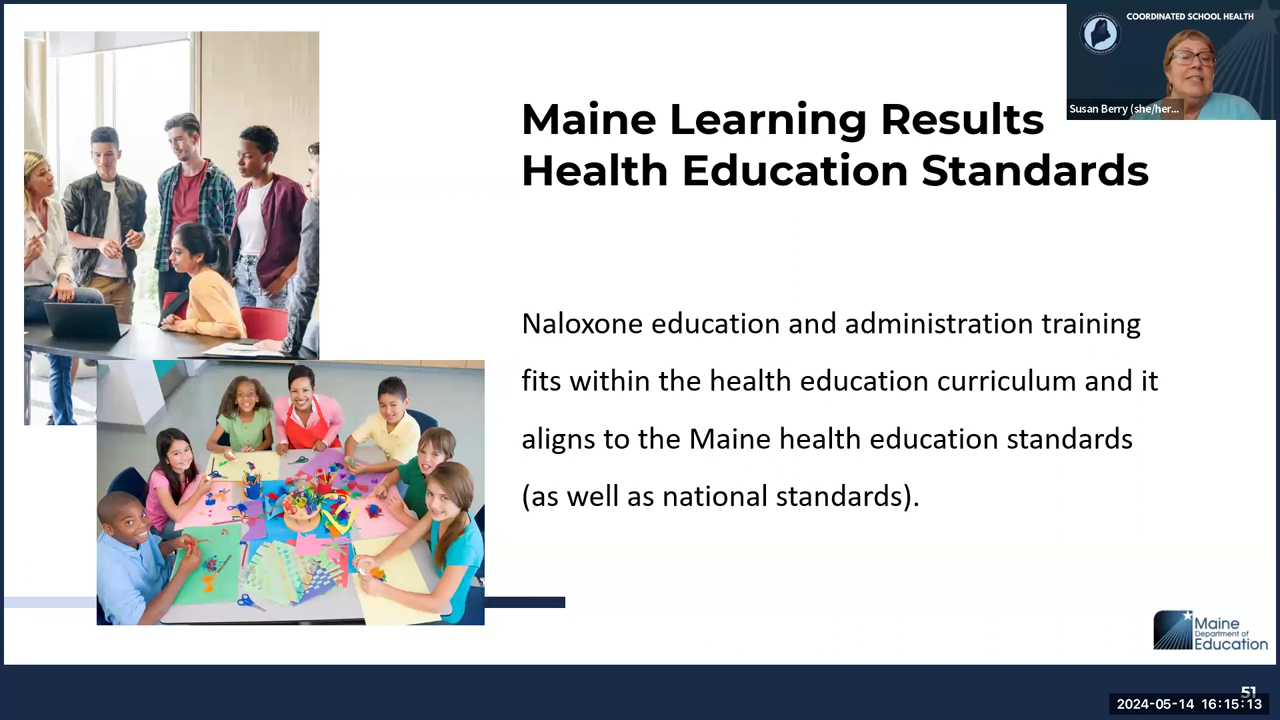 COORDINATED SCHOOL HEALTH
Susan Berry (she/her...
Maine Learning Results
Health Education Standards
Naloxone education and administration training
fits within the health education curriculum and it
aligns to the Maine health education standards
(as well as national standards).
Maine
Department of
Education
51
2024-05-14 16:15:13